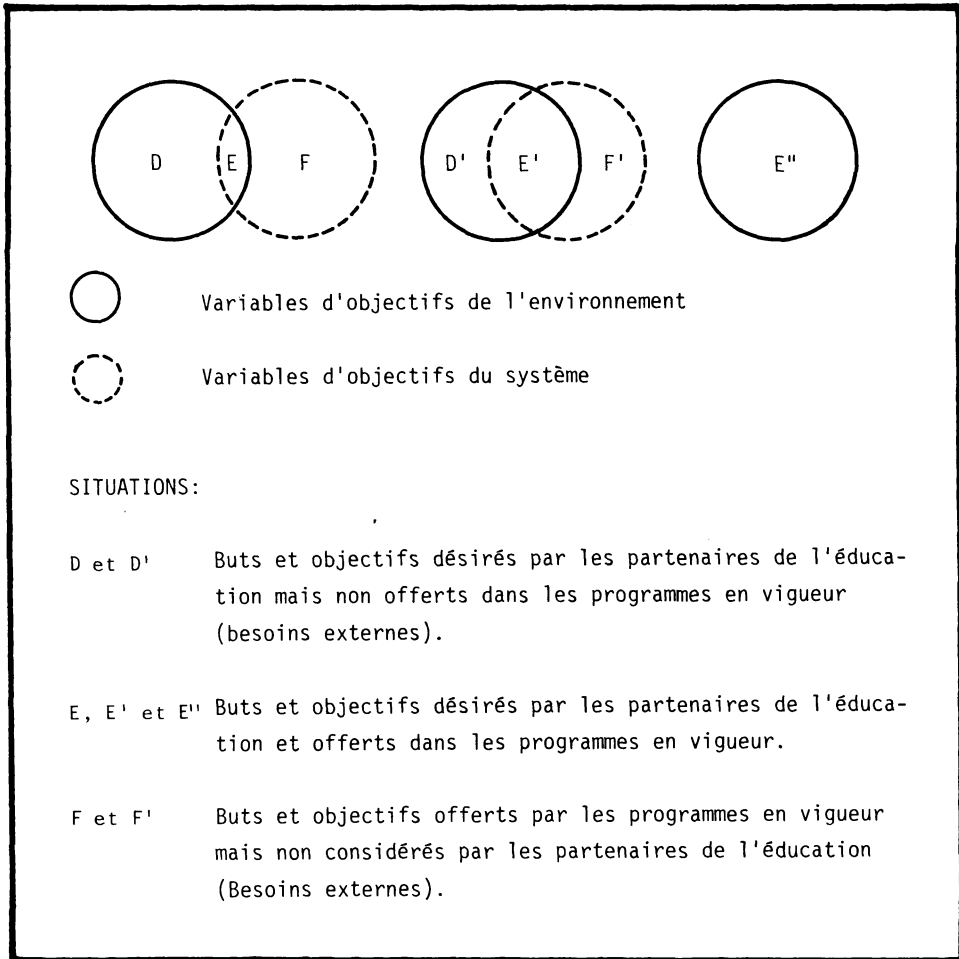 D E F D' E' F' E"
Variables d'objectifs de l'environnement
Variables d'objectifs du système
SITUATIONS:
D et D' Buts et objectifs désirés par les partenaires de l'éduca-
tion mais non offerts dans les programmes en vigueur
(besoins externes).
E, E' et E" Buts et objectifs désirés par les partenaires de l'éduca-
tion et offerts dans les programmes en vigueur.
F et F' Buts et objectifs offerts par les programmes en vigueur
mais non considérés par les partenaires de l'éducation
(Besoins externes).